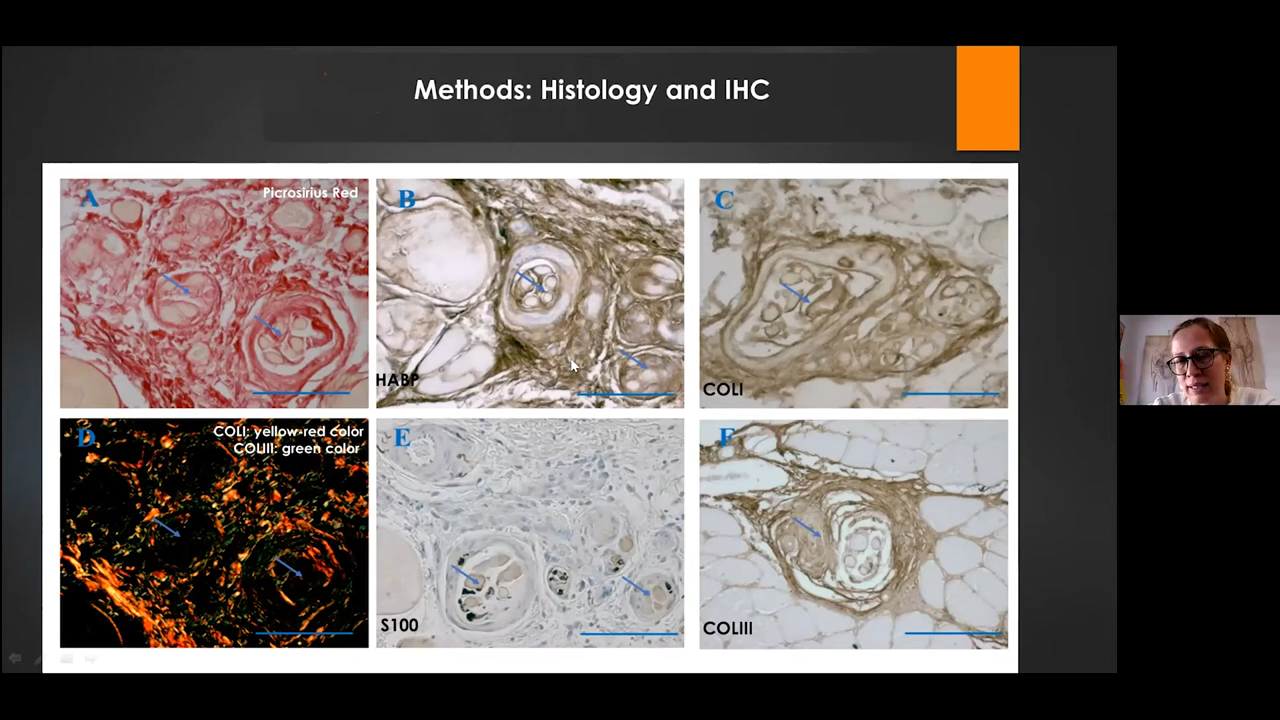 Methods: Histology and IHC
A
Picrosirius Red
B
HABP
C
COLI
D
COLI: yellow-red color
COLIII: green color
E
S100
F
COLIII